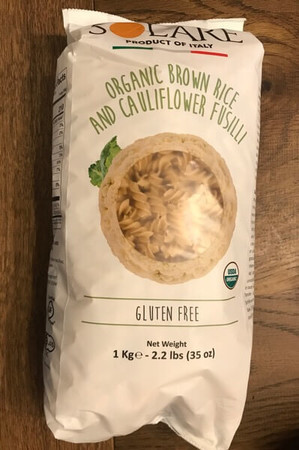 SOLARE
PRODUCT OF ITALY
ORGANIC BROWN RICE
AND CAULIFLOWER FUSILLI
USDA
ORGANIC
GLUTEN FREE
Net Weight
1 Kg℮ - 2.2 lbs (35 oz)